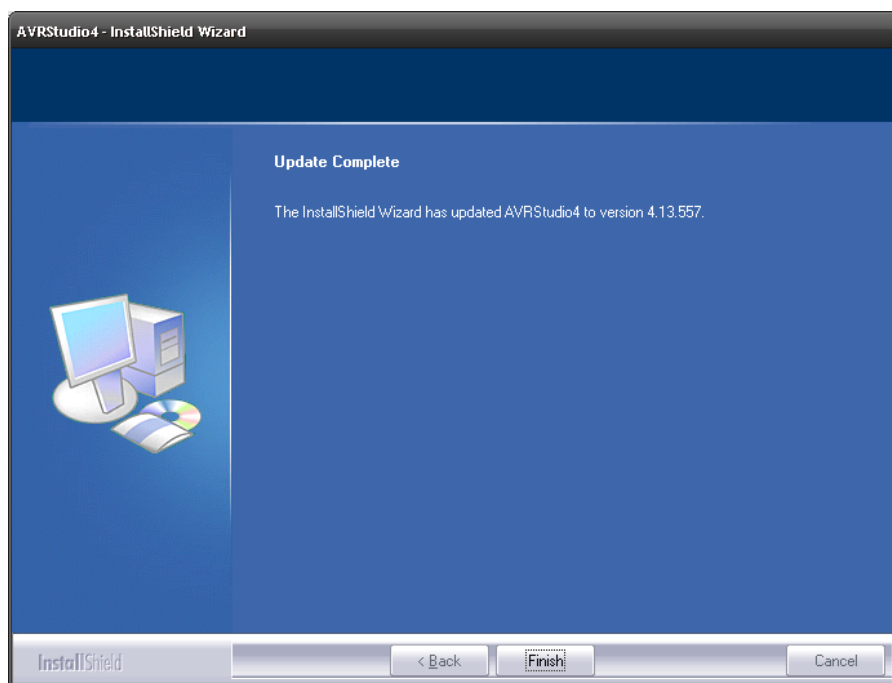 AVRStudio4 - InstallShield Wizard
Update Complete
The InstallShield Wizard has updated AVRStudio4 to version 4.13.557.
InstallShield
< Back
Finish
Cancel